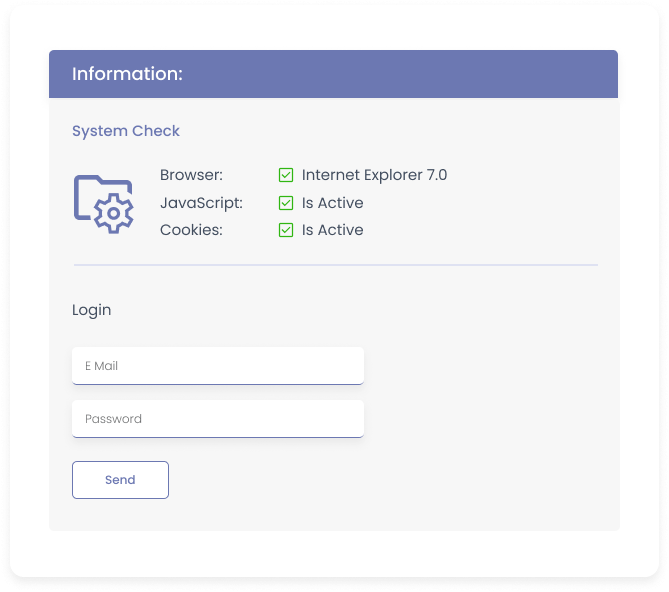 Information:
System Check
Browser: Internet Explorer 7.0
JavaScript: Is Active
Cookies: Is Active
Login
E Mail
Password
Send